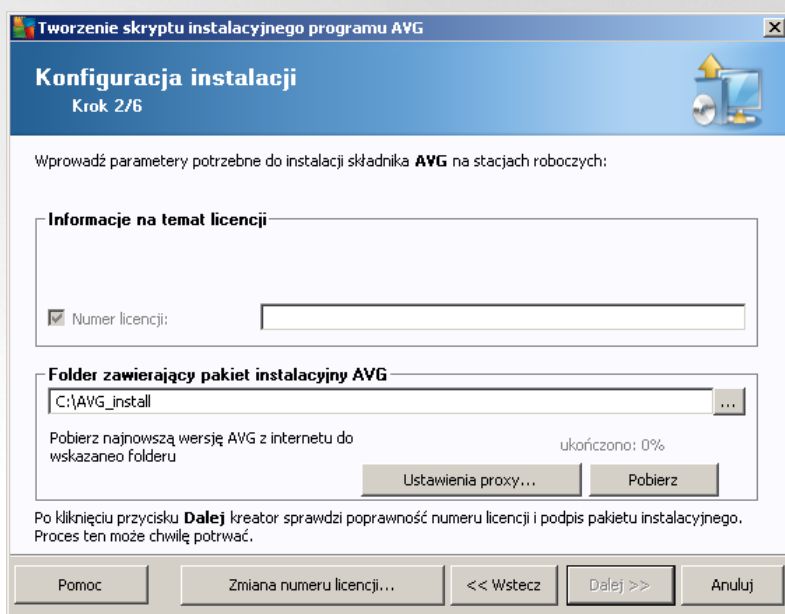 Tworzenie skryptu instalacyjnego programu AVG
Konfiguracja instalacji
Krok 2/6
Wprowadź parametery potrzebne do instalacji składnika AVG na stacjach roboczych:
Informacje na temat licencji
Numer licencji:
Folder zawierający pakiet instalacyjny AVG
C:\AVG_install
...
Pobierz najnowszą wersję AVG z internetu do
wskazaneo folderu
ukończono: 0%
Ustawienia proxy...
Pobierz
Po kliknięciu przycisku Dalej kreator sprawdzi poprawność numeru licencji i podpis pakietu instalacyjnego.
Proces ten może chwilę potrwać.
Pomoc
Zmiana numeru licencji...
<< Wstecz
Dalej >>
Anuluj